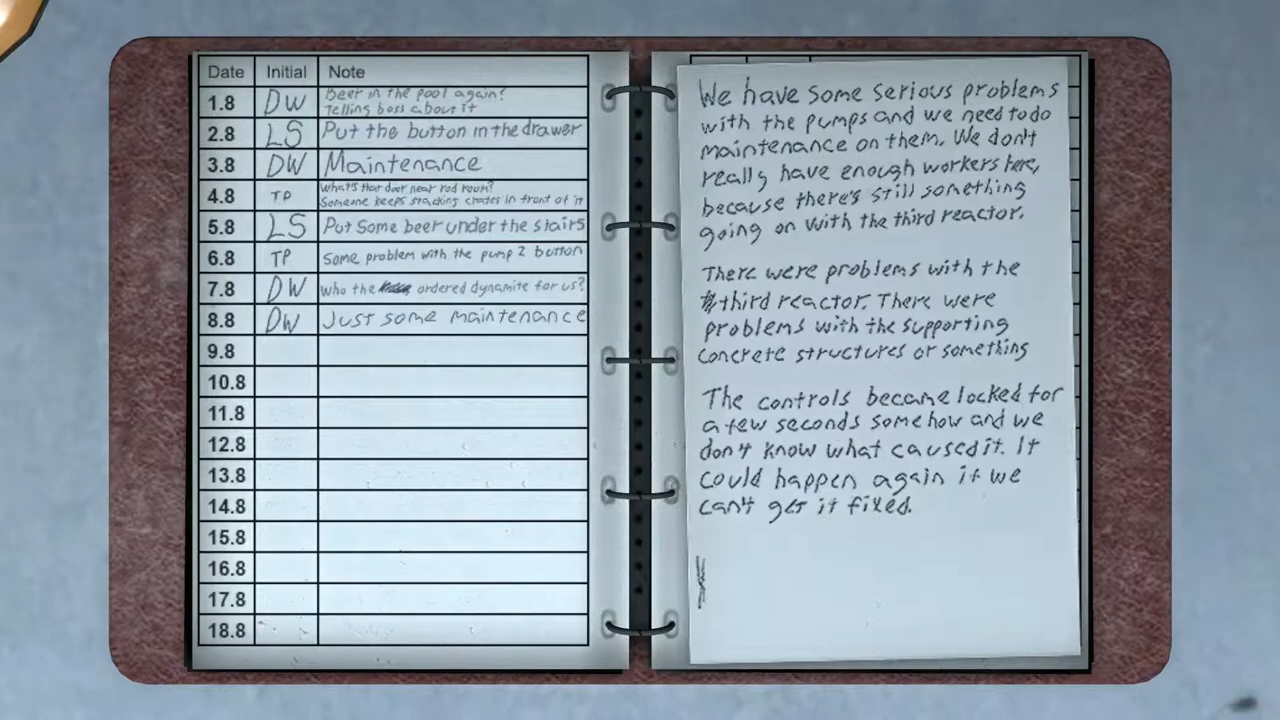 Date Initial Note
1.8 DW Beer in the pool again?
Telling boss about it
2.8 LS Put the button in the drawer
3.8 DW Maintenance
4.8 TP What's that door near rod room?
Someone keeps stacking crates in front of it
5.8 LS Put Some beer under the stairs
6.8 TP Some problem with the pump 2 button
7.8 DW who the ordered dynamite for us?
8.8 DW Just some maintenance
9.8
10.8
11.8
12.8
13.8
14.8
15.8
16.8
17.8
18.8
We have some serious problems
with the pumps and we need to do
maintenance on them. We don't
really have enough workers here,
because there's still something
going on with the third reactor.
There were problems with the
third reactor. There were
problems with the supporting
concrete structures or something
The controls became locked for
a few seconds somehow and we
don't know what caused it. It
could happen again if we
can't get it fixed.